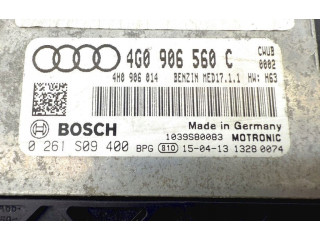 4G0 906 560 C CWUB
0002
4H0 906 014 BENZIN MED17.1.1 HW: H63
Made in Germany
BOSCH 1039S80083 MOTRONIC
0 261 S09 400 BPG 810 15-04-13 1328 0074